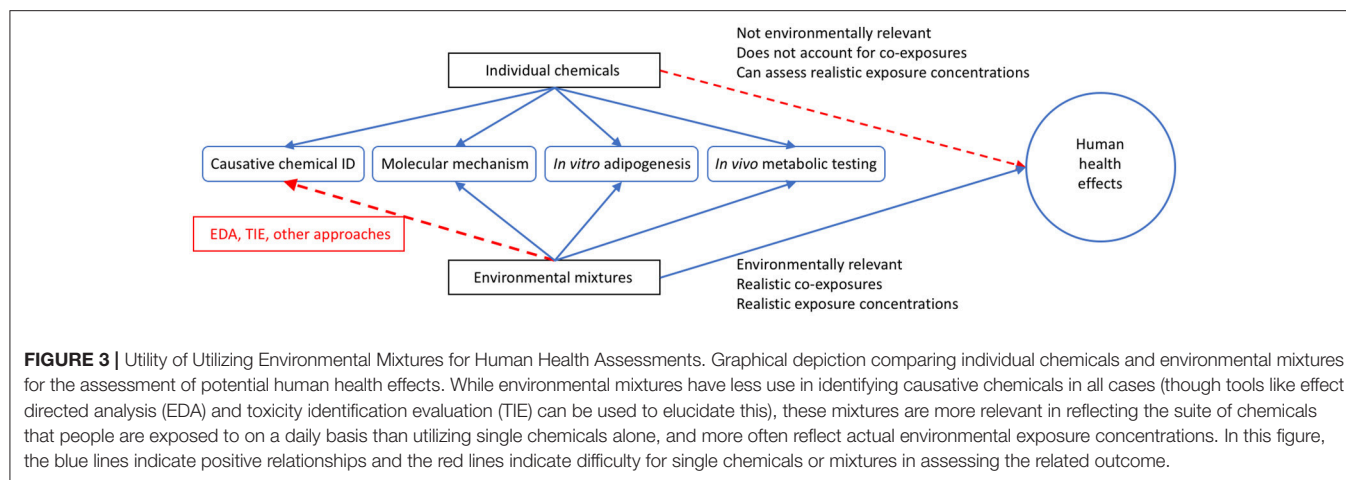 Not environmentally relevant
Does not account for co-exposures
Can assess realistic exposure concentrations
Individual chemicals
Human
health
effects
Causative chemical ID
Molecular mechanism
In vitro adipogenesis
In vivo metabolic testing
EDA, TIE, other approaches
Environmental mixtures
Environmentally relevant
Realistic co-exposures
Realistic exposure concentrations
FIGURE 3 | Utility of Utilizing Environmental Mixtures for Human Health Assessments. Graphical depiction comparing individual chemicals and environmental mixtures
for the assessment of potential human health effects. While environmental mixtures have less use in identifying causative chemicals in all cases (though tools like effect
directed analysis (EDA) and toxicity identification evaluation (TIE) can be used to elucidate this), these mixtures are more relevant in reflecting the suite of chemicals
that people are exposed to on a daily basis than utilizing single chemicals alone, and more often reflect actual environmental exposure concentrations. In this figure,
the blue lines indicate positive relationships and the red lines indicate difficulty for single chemicals or mixtures in assessing the related outcome.